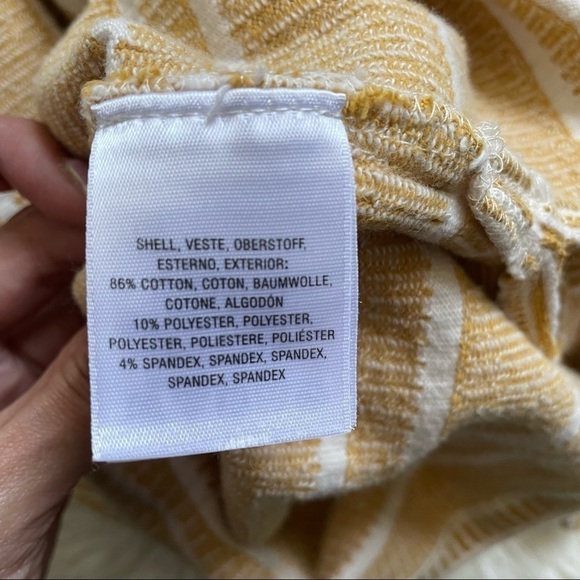 SHELL, VESTE, OBERSTOFF,
ESTERNO, EXTERIOR:
86% COTTON, COTON, BAUMWOLLE,
COTONE, ALGODÓN
10% POLYESTER, POLYESTER,
POLYESTER, POLIESTERE, POLIÉSTER
4% SPANDEX, SPANDEX, SPANDEX,
SPANDEX, SPANDEX